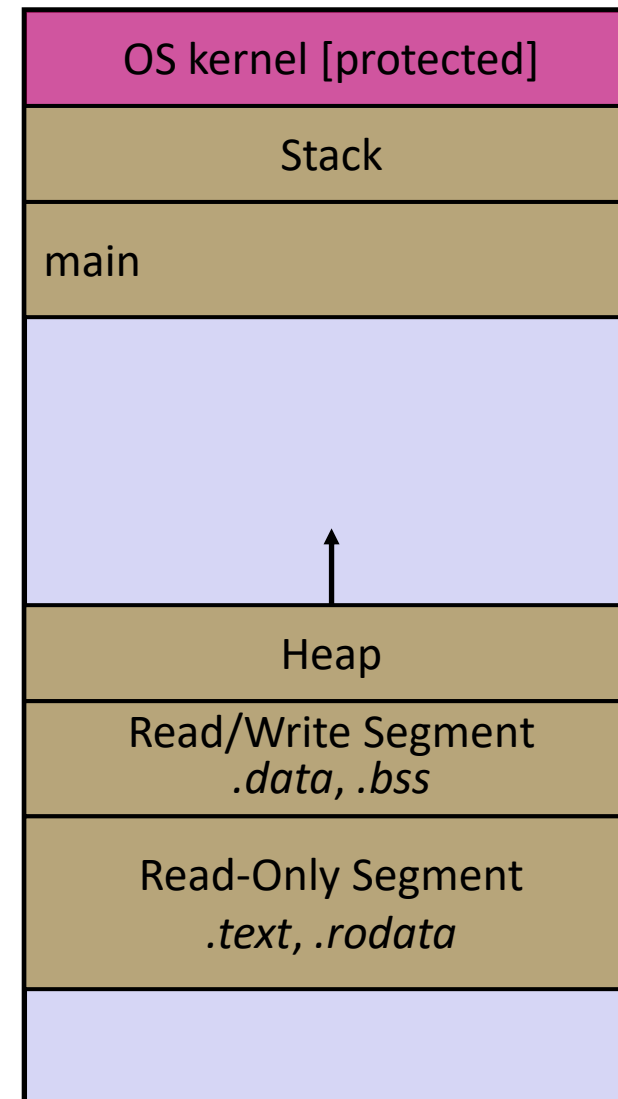 OS kernel [protected]
Stack
main
Heap
Read/Write Segment
.data, .bss
Read-Only Segment
.text, .rodata